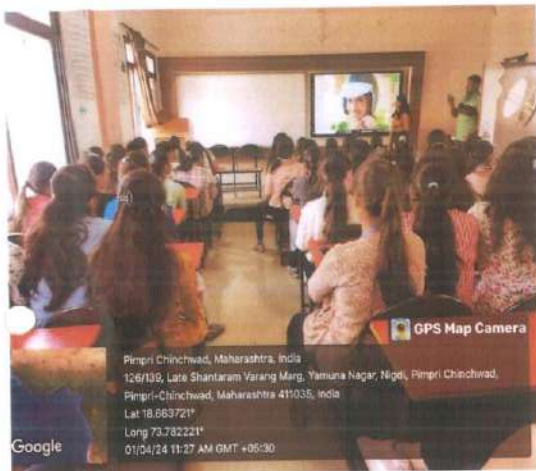 GPS Map Camera
Pimpri Chinchwad, Maharashtra, India
126/139, Late Shantaram Varang Marg, Yamuna Nagar, Nigdi, Pimpri Chinchwad,
Pimpri-Chinchwad, Maharashtra 411035, India
Lat 18.663721°
Long 73.782221°
01/04/24 11:27 AM GMT +05:30
Google